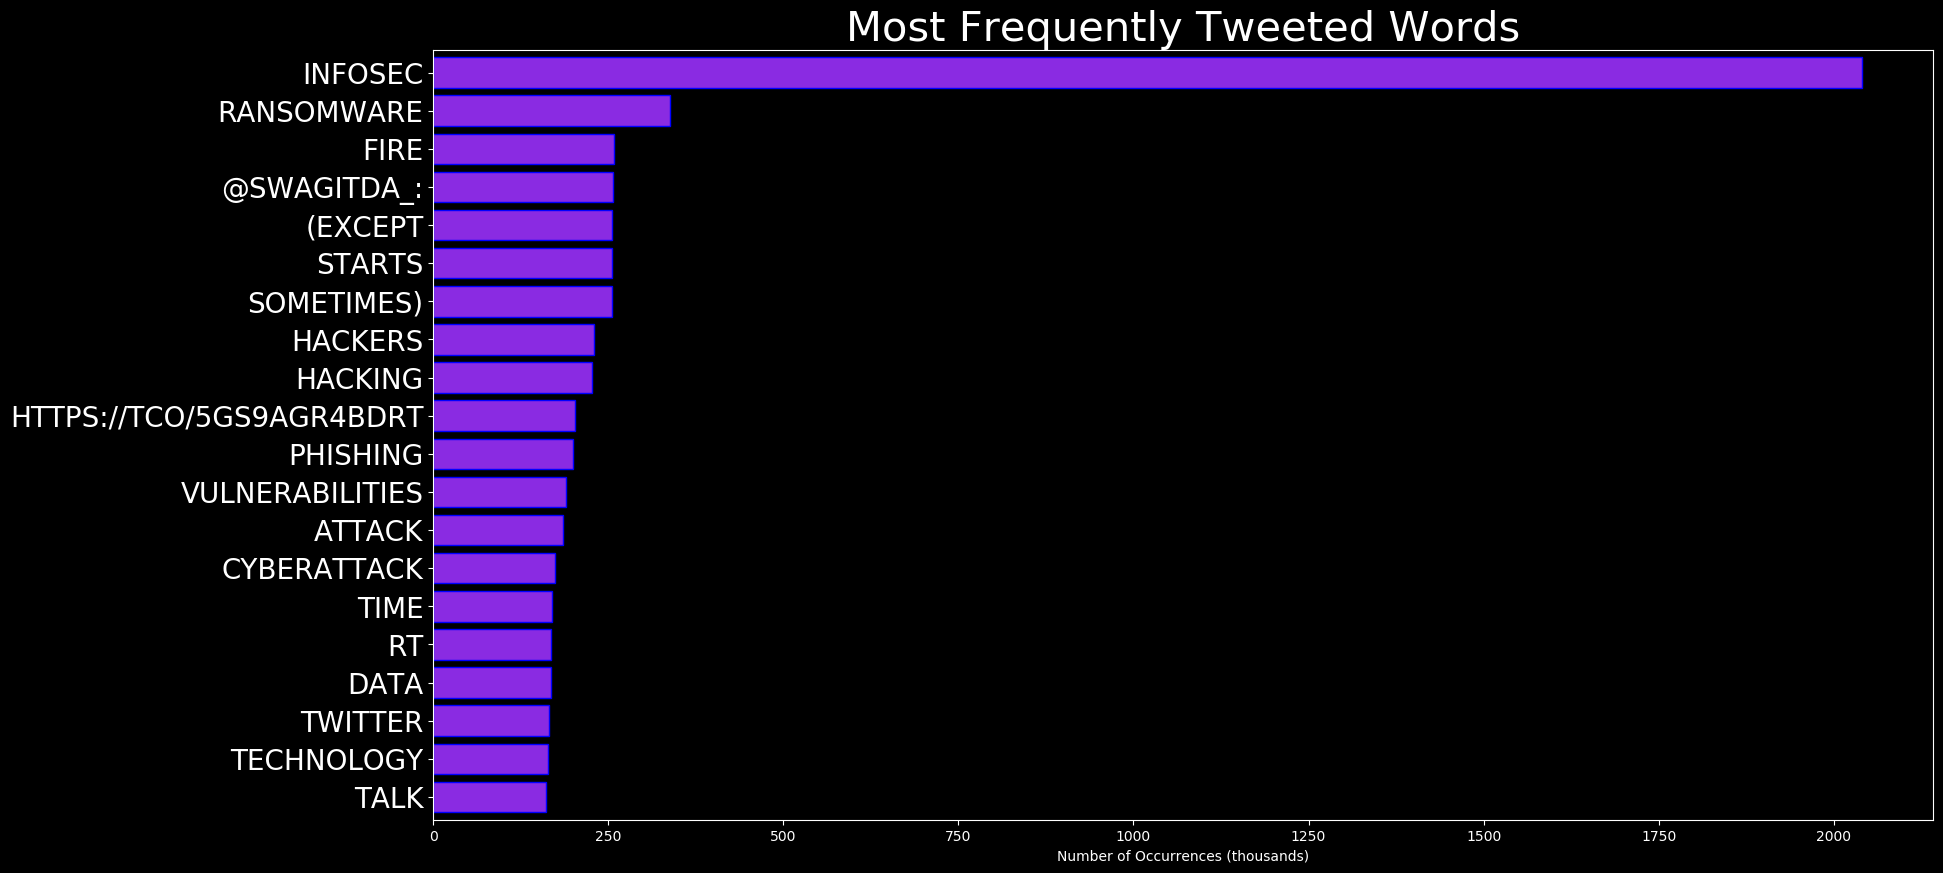 Most Frequently Tweeted Words
INFOSEC
RANSOMWARE
FIRE
@SWAGITDA_:
(EXCEPT
STARTS
SOMETIMES)
HACKERS
HACKING
HTTPS://TCO/5GS9AGR4BDRT
PHISHING
VULNERABILITIES
ATTACK
CYBERATTACK
TIME
RT
DATA
TWITTER
TECHNOLOGY
TALK
0 250 500 750 1000 1250 1500 1750 2000
Number of Occurrences (thousands)